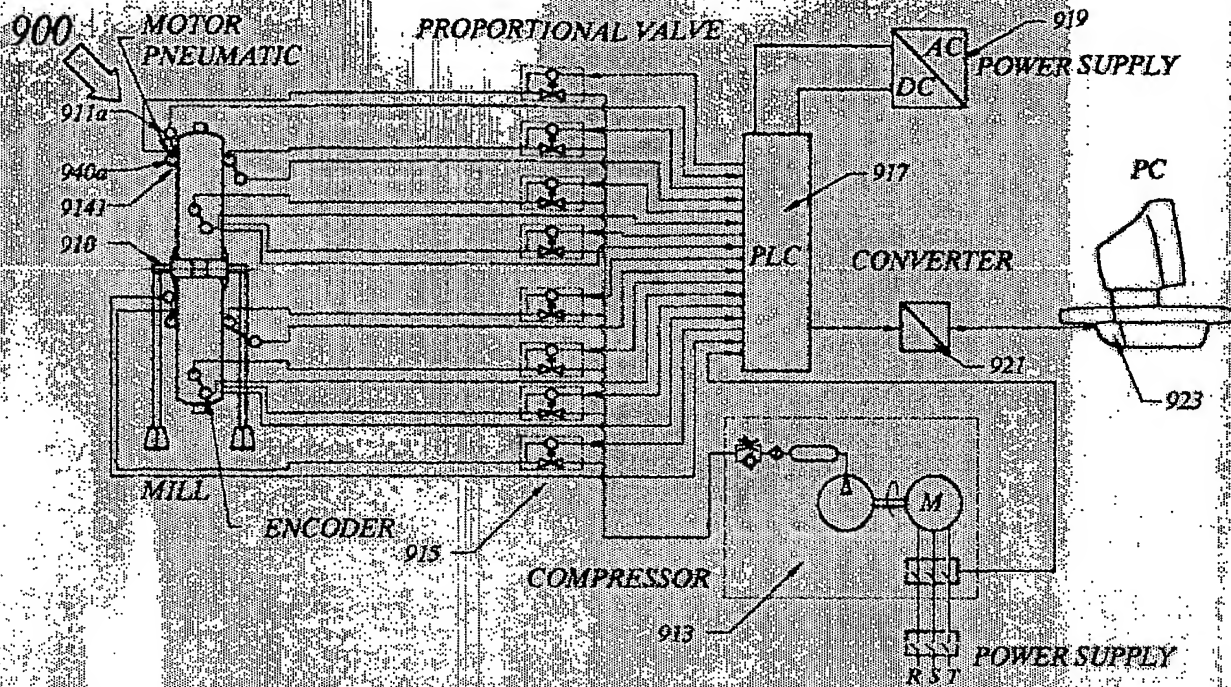 900
MOTOR
PNEUMATIC
PROPORTIONAL VALVE
919
AC
DC
POWER SUPPLY
911a
940a
9141
910
917
PC
PLC
CONVERTER
921
923
MILL
ENCODER
915
COMPRESSOR
M
913
POWER SUPPLY
R S T